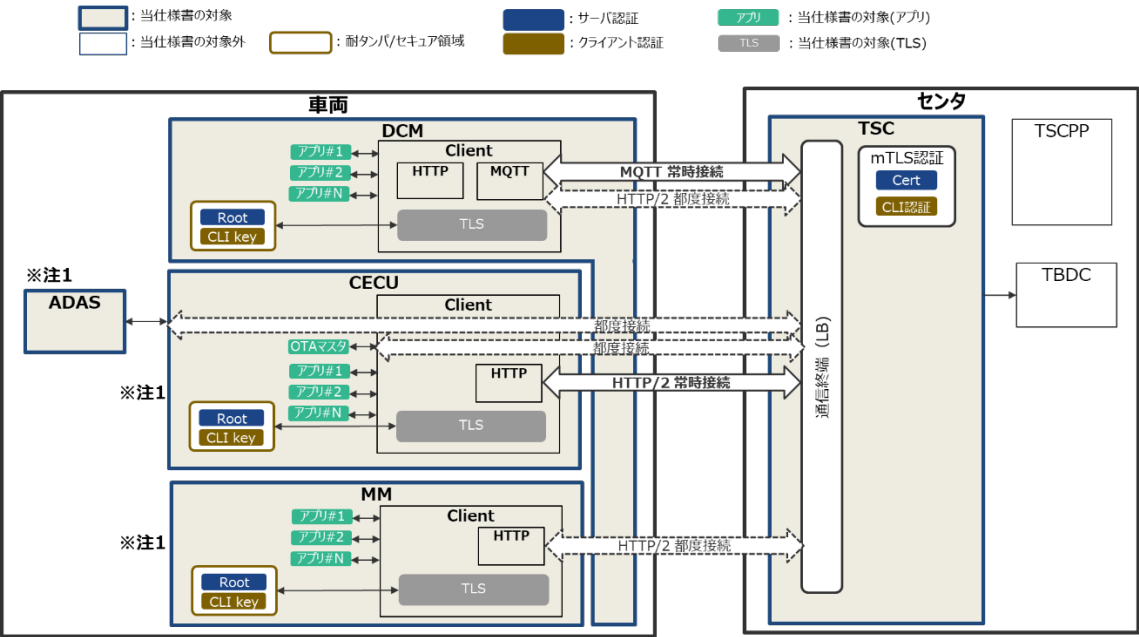 ：当仕様書の対象
：サーバ認証
アプリ ：当仕様書の対象(アプリ)
：当仕様書の対象外
：耐タンパ/セキュア領域
：クライアント認証
TLS ：当仕様書の対象(TLS)
車両
センタ
DCM
アプリ#1
アプリ#2
アプリ#N
Client
HTTP
MQTT
Root
CLI key
TLS
MQTT 常時接続
HTTP/2 都度接続
TSC
mTLS認証
Cert
CLI認証
TSCPP
TBDC
※注1
ADAS
CECU
Client
都度接続
OTAマスタ
都度接続
アプリ#1
アプリ#2
アプリ#N
HTTP
HTTP/2 常時接続
※注1
Root
CLI key
TLS
通信終端 (LB)
MM
アプリ#1
アプリ#2
アプリ#N
Client
HTTP
HTTP/2 都度接続
※注1
Root
CLI key
TLS